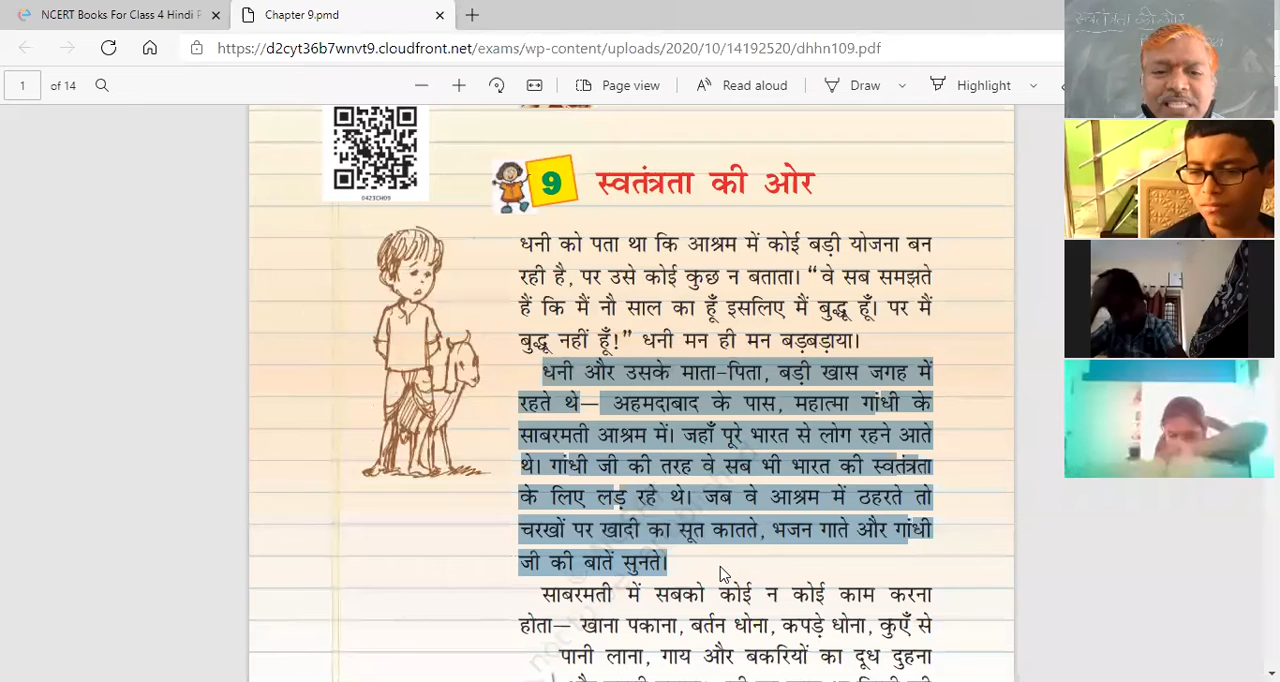 NCERT Books For Class 4 Hindi F
Chapter 9.pmd
https://d2cyt36b7wnvt9.cloudfront.net/exams/wp-content/uploads/2020/10/14192520/dhhn109.pdf
1 of 14
Page view
Read aloud
Draw
Highlight
0423CH09
9 स्वतंत्रता की ओर
धनी को पता था कि आश्रम में कोई बड़ी योजना बन
रही है, पर उसे कोई कुछ न बताता। “वे सब समझते
हैं कि मैं नौ साल का हूँ इसलिए मैं बुद्धू हूँ। पर मैं
बुद्धू नहीं हूँ!” धनी मन ही मन बड़बड़ाया।
धनी और उसके माता-पिता, बड़ी खास जगह में
रहते थे— अहमदाबाद के पास, महात्मा गांधी के
साबरमती आश्रम में। जहाँ पूरे भारत से लोग रहने आते
थे। गांधी जी की तरह वे सब भी भारत की स्वतंत्रता
के लिए लड़ रहे थे। जब वे आश्रम में ठहरते तो
चरखों पर खादी का सूत कातते, भजन गाते और गांधी
जी की बातें सुनते।
साबरमती में सबको कोई न कोई काम करना
होता— खाना पकाना, बर्तन धोना, कपड़े धोना, कुएँ से
पानी लाना, गाय और बकरियों का दूध दुहना
स्वतंत्रता की ओर